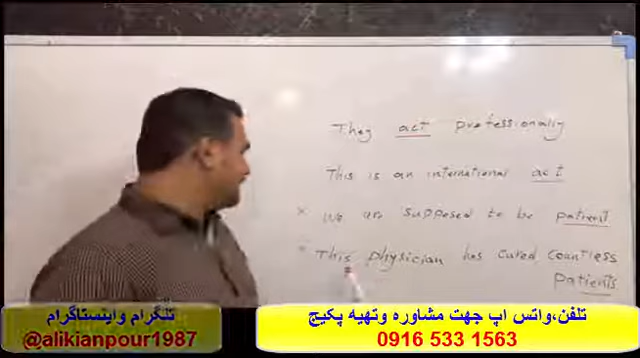 They act professionally
This is an international act
x We are supposed to be patient
This physician has cured countless
patients
تلگرام واینستاگرام
@alikianpour1987
تلفن،واتس اپ جهت مشاوره وتهیه پکیج
0916 533 1563